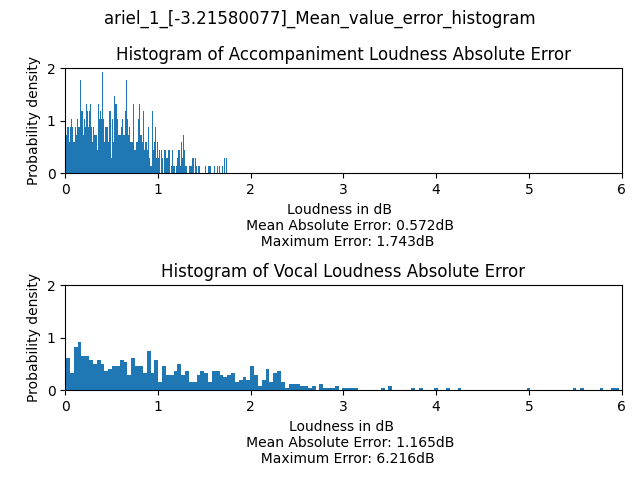 ariel_1_[-3.21580077]_Mean_value_error_histogram
Histogram of Accompaniment Loudness Absolute Error
Probability density
2
1
0
0 1 2 3 4 5 6
Loudness in dB
Mean Absolute Error: 0.572dB
Maximum Error: 1.743dB
Histogram of Vocal Loudness Absolute Error
Probability density
2
1
0
0 1 2 3 4 5 6
Loudness in dB
Mean Absolute Error: 1.165dB
Maximum Error: 6.216dB